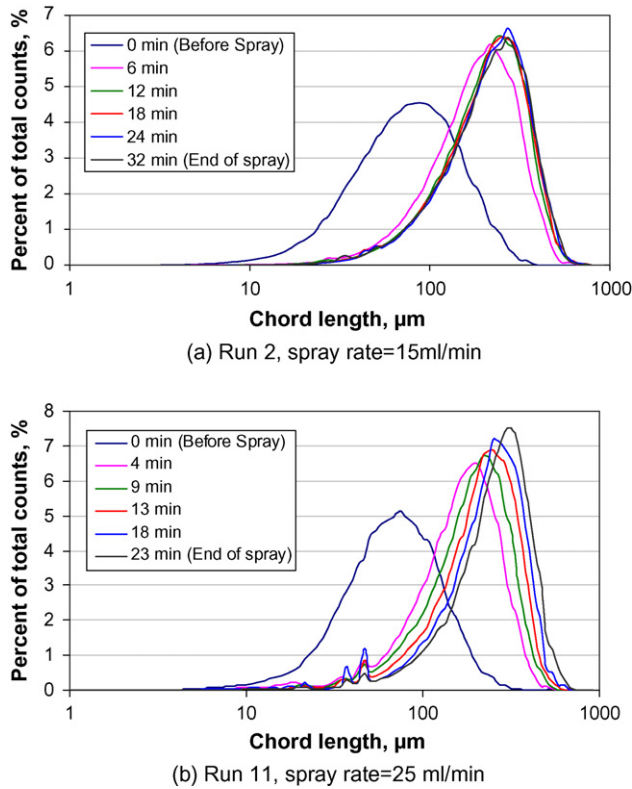 7
6
5
4
3
2
1
0
Percent of total counts, %
0 min (Before Spray)
6 min
12 min
18 min
24 min
32 min (End of spray)
1 10 100 1000
Chord length, µm
(a) Run 2, spray rate=15ml/min
8
7
6
5
4
3
2
1
0
Percent of total counts, %
0 min (Before Spray)
4 min
9 min
13 min
18 min
23 min (End of spray)
1 10 100 1000
Chord length, µm
(b) Run 11, spray rate=25 ml/min